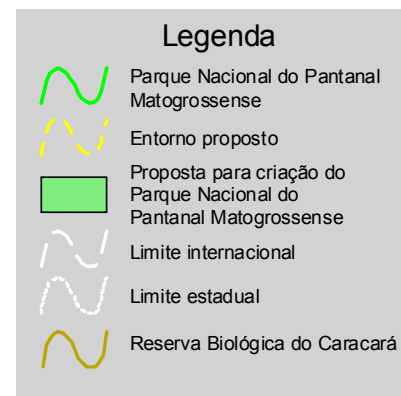 Legenda
Parque Nacional do Pantanal
Matogrossense
Entorno proposto
Proposta para criação do
Parque Nacional do
Pantanal Matogrossense
Limite internacional
Limite estadual
Reserva Biológica do Caracará